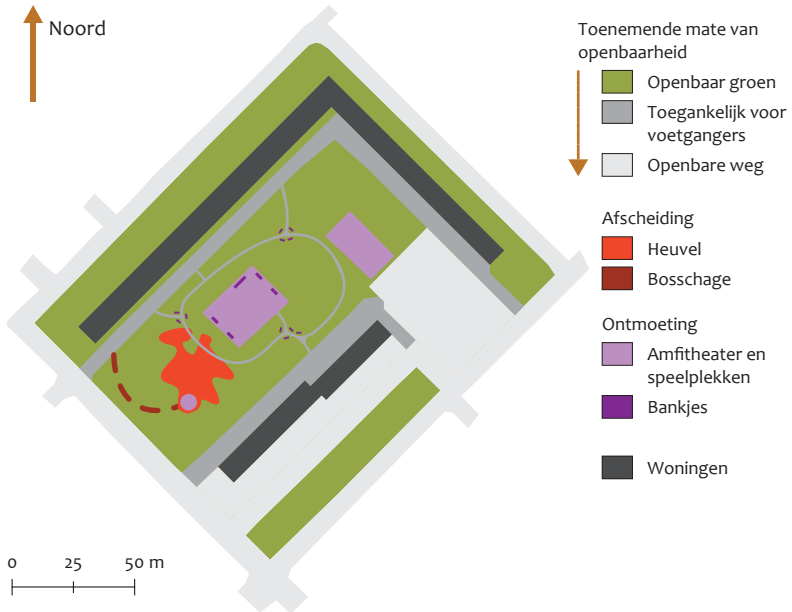 Noord
Toenemende mate van
openbaarheid
Openbaar groen
Toegankelijk voor
voetgangers
Openbare weg
Afscheiding
Heuvel
Bosschage
Ontmoeting
Amfitheater en
speelplekken
Bankjes
Woningen
0 25 50 m